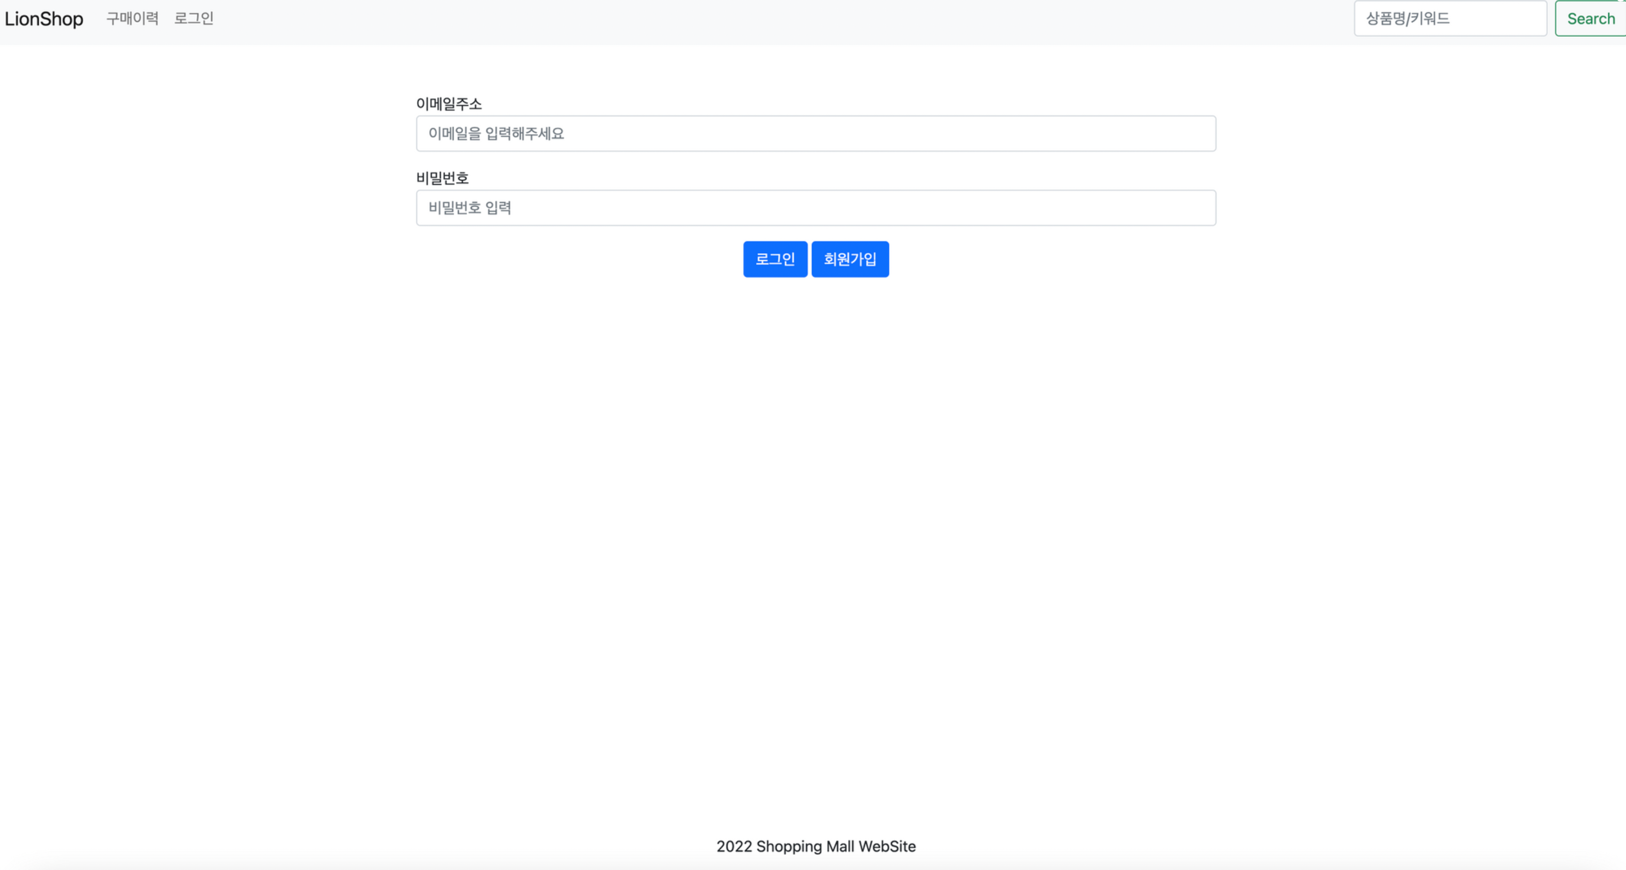 LionShop 구매이력 로그인 상품명/키워드 Search
이메일주소
이메일을 입력해주세요
비밀번호
비밀번호 입력
로그인 회원가입
2022 Shopping Mall WebSite